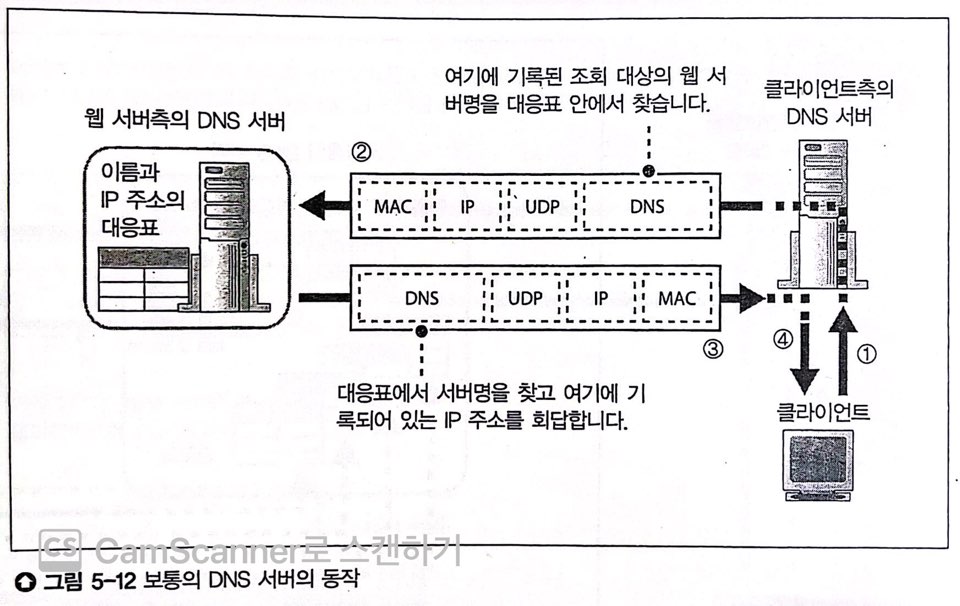 여기에 기록된 조회 대상의 웹 서
버명을 대응표 안에서 찾습니다.
클라이언트측의
DNS 서버
웹 서버측의 DNS 서버
이름과
IP 주소의
대응표
②
MAC IP UDP DNS
DNS UDP IP MAC
③
④
①
대응표에서 서버명을 찾고 여기에 기
록되어 있는 IP 주소를 회답합니다.
클라이언트
CS CamScanner로 스캔하기
그림 5-12 보통의 DNS 서버의 동작